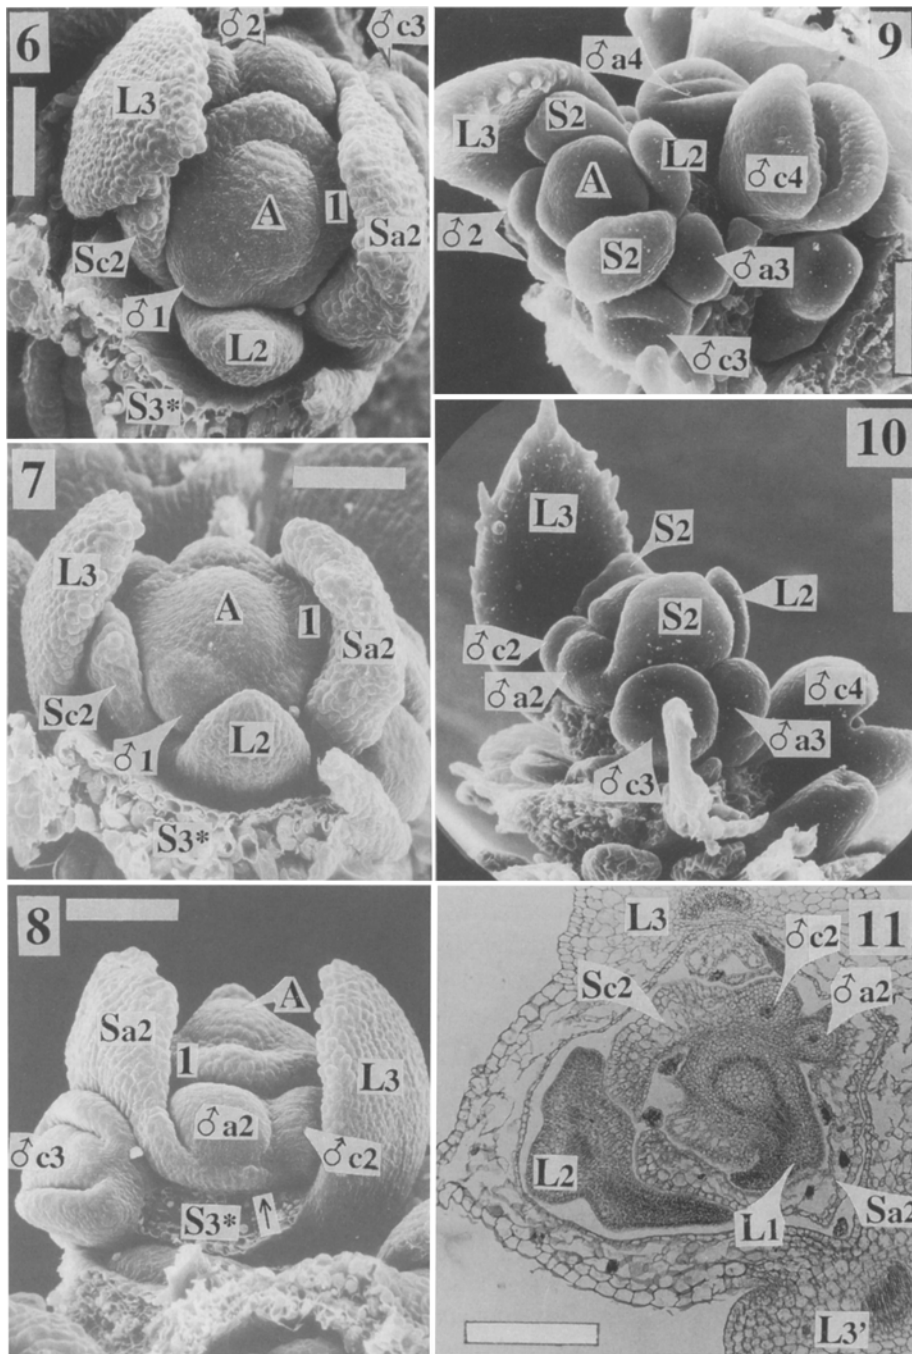 6
♂2
♂c3
L3
A
1
Sa2
Sc2
♂1
L2
S3*
7
L3
A
1
Sa2
Sc2
♂1
L2
S3*
8
A
Sa2
1
L3
♂a2
♂c3
♂c2
S3*
9
♂a4
L3
S2
L2
A
♂c4
♂2
S2
♂a3
♂c3
10
L3
S2
L2
S2
♂c2
♂a2
♂c4
♂a3
♂c3
11
L3
♂c2
Sc2
♂a2
L2
L1
Sa2
L3'